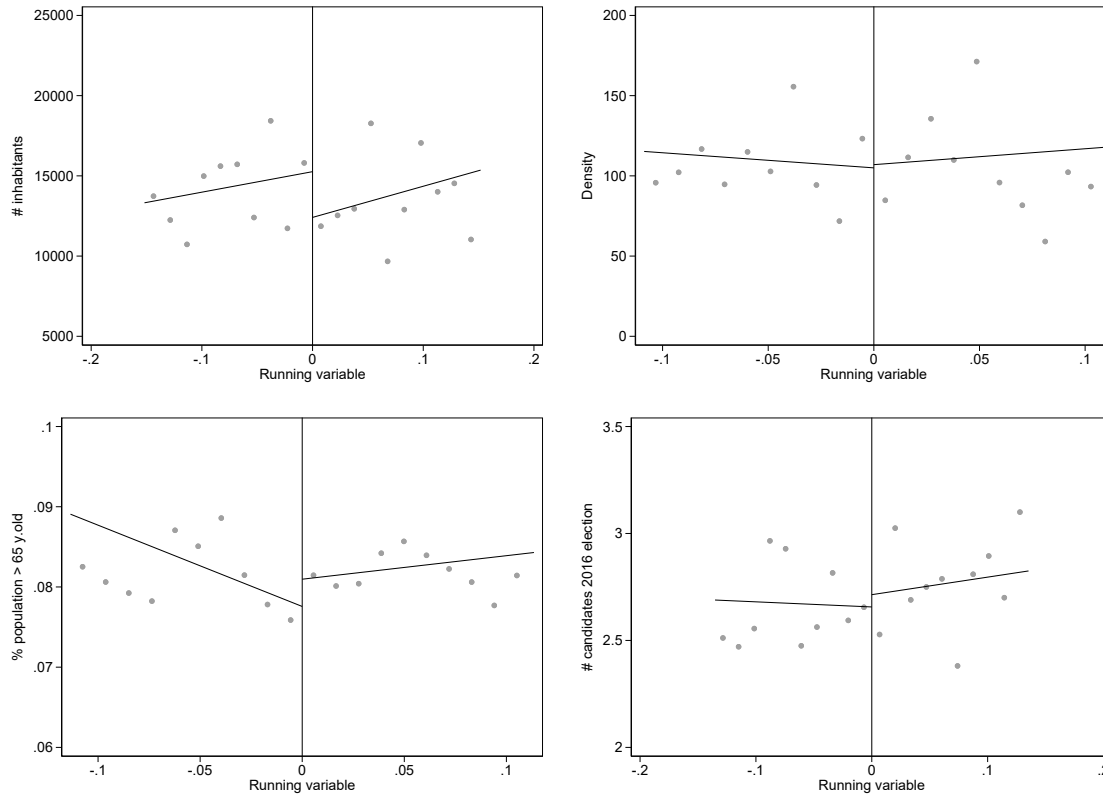 # inhabitants
25000
20000
15000
10000
5000
-.2 -.1 0 .1 .2
Running variable
Density
200
150
100
50
0
-.1 -.05 0 .05 .1
Running variable
% population > 65 y.old
.1
.09
.08
.07
.06
-.1 -.05 0 .05 .1
Running variable
# candidates 2016 election
3.5
3
2.5
2
-.2 -.1 0 .1 .2
Running variable